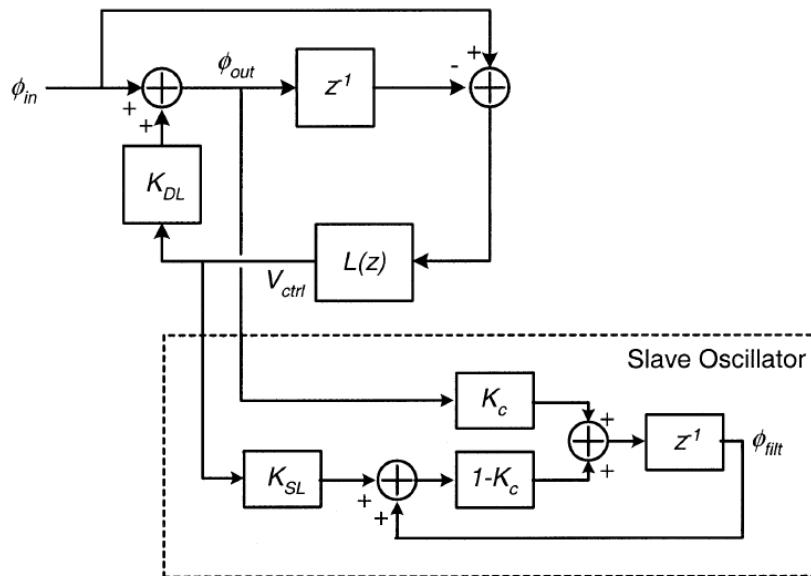 +
ϕin
+
+
ϕout
z-1
-
KDL
Vctrl
L(z)
Slave Oscillator
Kc
+
z-1
ϕfilt
KSL
+
+
1-Kc
+